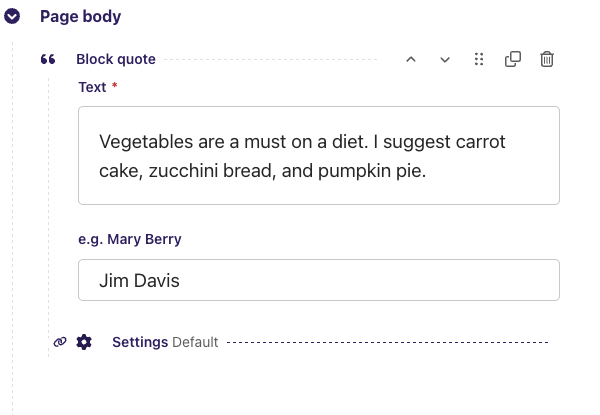 Page body
Block quote
Text *
Vegetables are a must on a diet. I suggest carrot
cake, zucchini bread, and pumpkin pie.
e.g. Mary Berry
Jim Davis
Settings Default